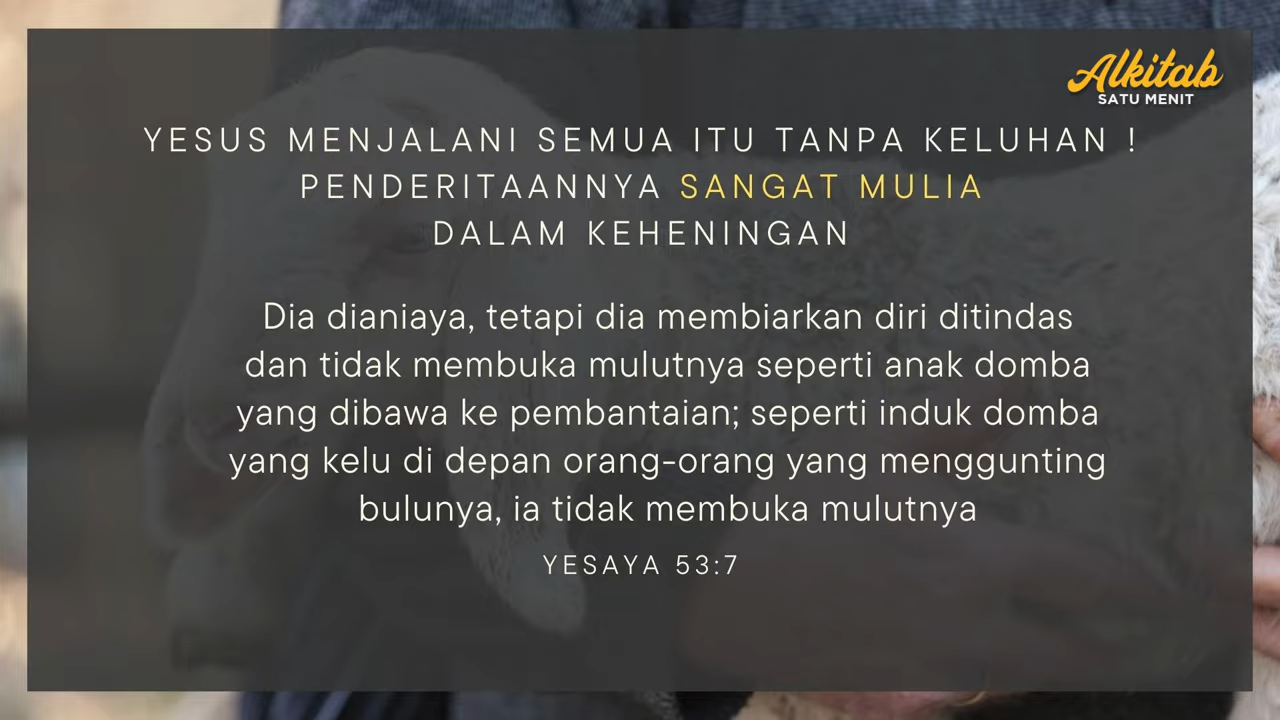 Alkitab
SATU MENIT
YESUS MENJALANI SEMUA ITU TANPA KELUHAN !
PENDERITAANNYA SANGAT MULIA
DALAM KEHENINGAN
Dia dianiaya, tetapi dia membiarkan diri ditindas
dan tidak membuka mulutnya seperti anak domba
yang dibawa ke pembantaian; seperti induk domba
yang kelu di depan orang-orang yang menggunting
bulunya, ia tidak membuka mulutnya
YESAYA 53:7